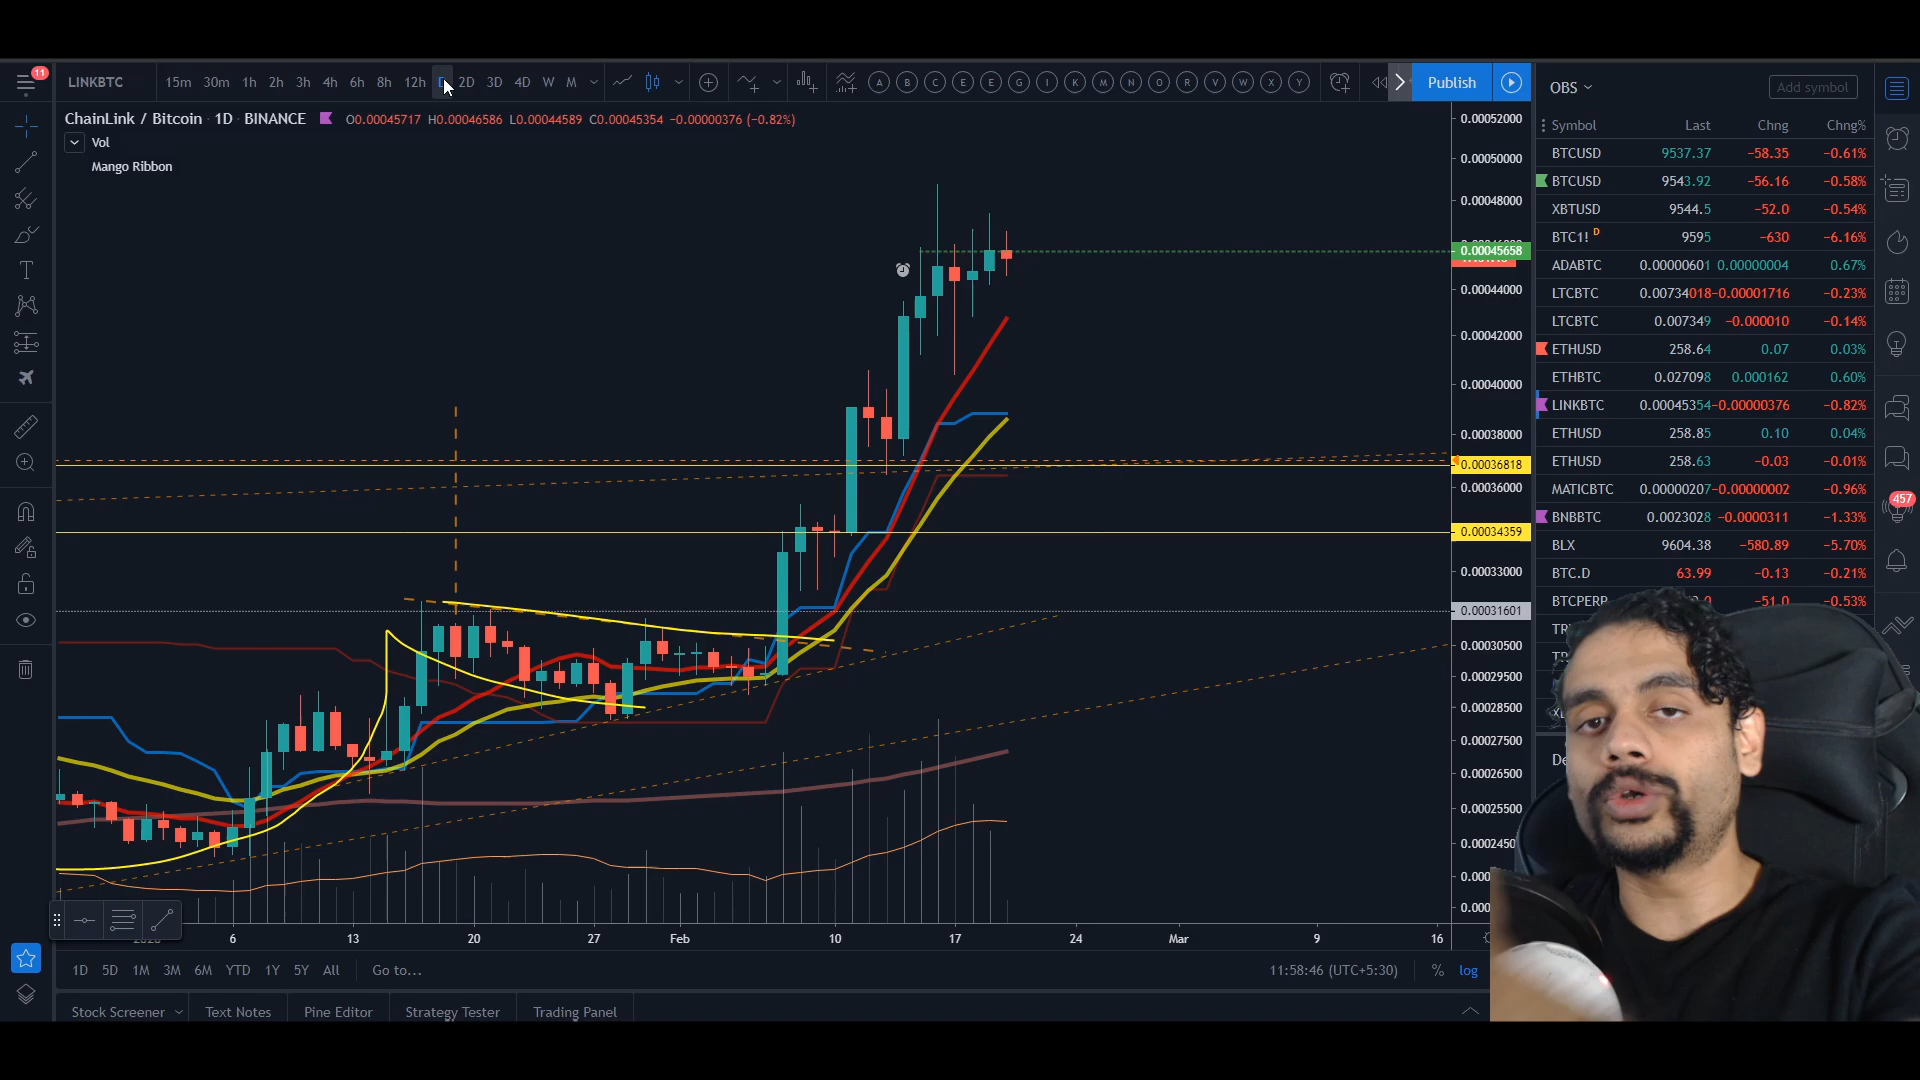 11
LINKBTC 15m 30m 1h 2h 3h 4h 6h 8h 12h D 2D 3D 4D W M A B C E E G I K M N O R V W X Y Publish
OBS Add symbol
ChainLink / Bitcoin · 1D · BINANCE O0.00045717 H0.00046586 L0.00044589 C0.00045354 −0.00000376 (−0.82%)
Vol
Mango Ribbon
0.00052000
0.00050000
0.00048000
0.00045658
0.00044000
0.00042000
0.00040000
0.00038000
0.00036818
0.00036000
0.00034359
0.00033000
0.00031601
0.00030500
0.00029500
0.00028500
0.00027500
0.00026500
0.00025500
0.0002450
0.000
0.000
Symbol Last Chng Chng%
BTCUSD 9537.37 −58.35 −0.61%
BTCUSD 9543.92 −56.16 −0.58%
XBTUSD 9544.5 −52.0 −0.54%
BTC1! D 9595 −630 −6.16%
ADABTC 0.00000601 0.00000004 0.67%
LTCBTC 0.00734018 −0.00001716 −0.23%
LTCBTC 0.007349 −0.000010 −0.14%
ETHUSD 258.64 0.07 0.03%
ETHBTC 0.027098 0.000162 0.60%
LINKBTC 0.00045354 −0.00000376 −0.82%
ETHUSD 258.85 0.10 0.04%
ETHUSD 258.63 −0.03 −0.01%
MATICBTC 0.00000207 −0.00000002 −0.96%
BNBBTC 0.0023028 −0.0000311 −1.33%
BLX 9604.38 −580.89 −5.70%
BTC.D 63.99 −0.13 −0.21%
BTCPERP −51.0 −0.53%
457
6 13 20 27 Feb 10 17 24 Mar 9 16
1D 5D 1M 3M 6M YTD 1Y 5Y All Go to... 11:58:46 (UTC+5:30) % log
Stock Screener Text Notes Pine Editor Strategy Tester Trading Panel